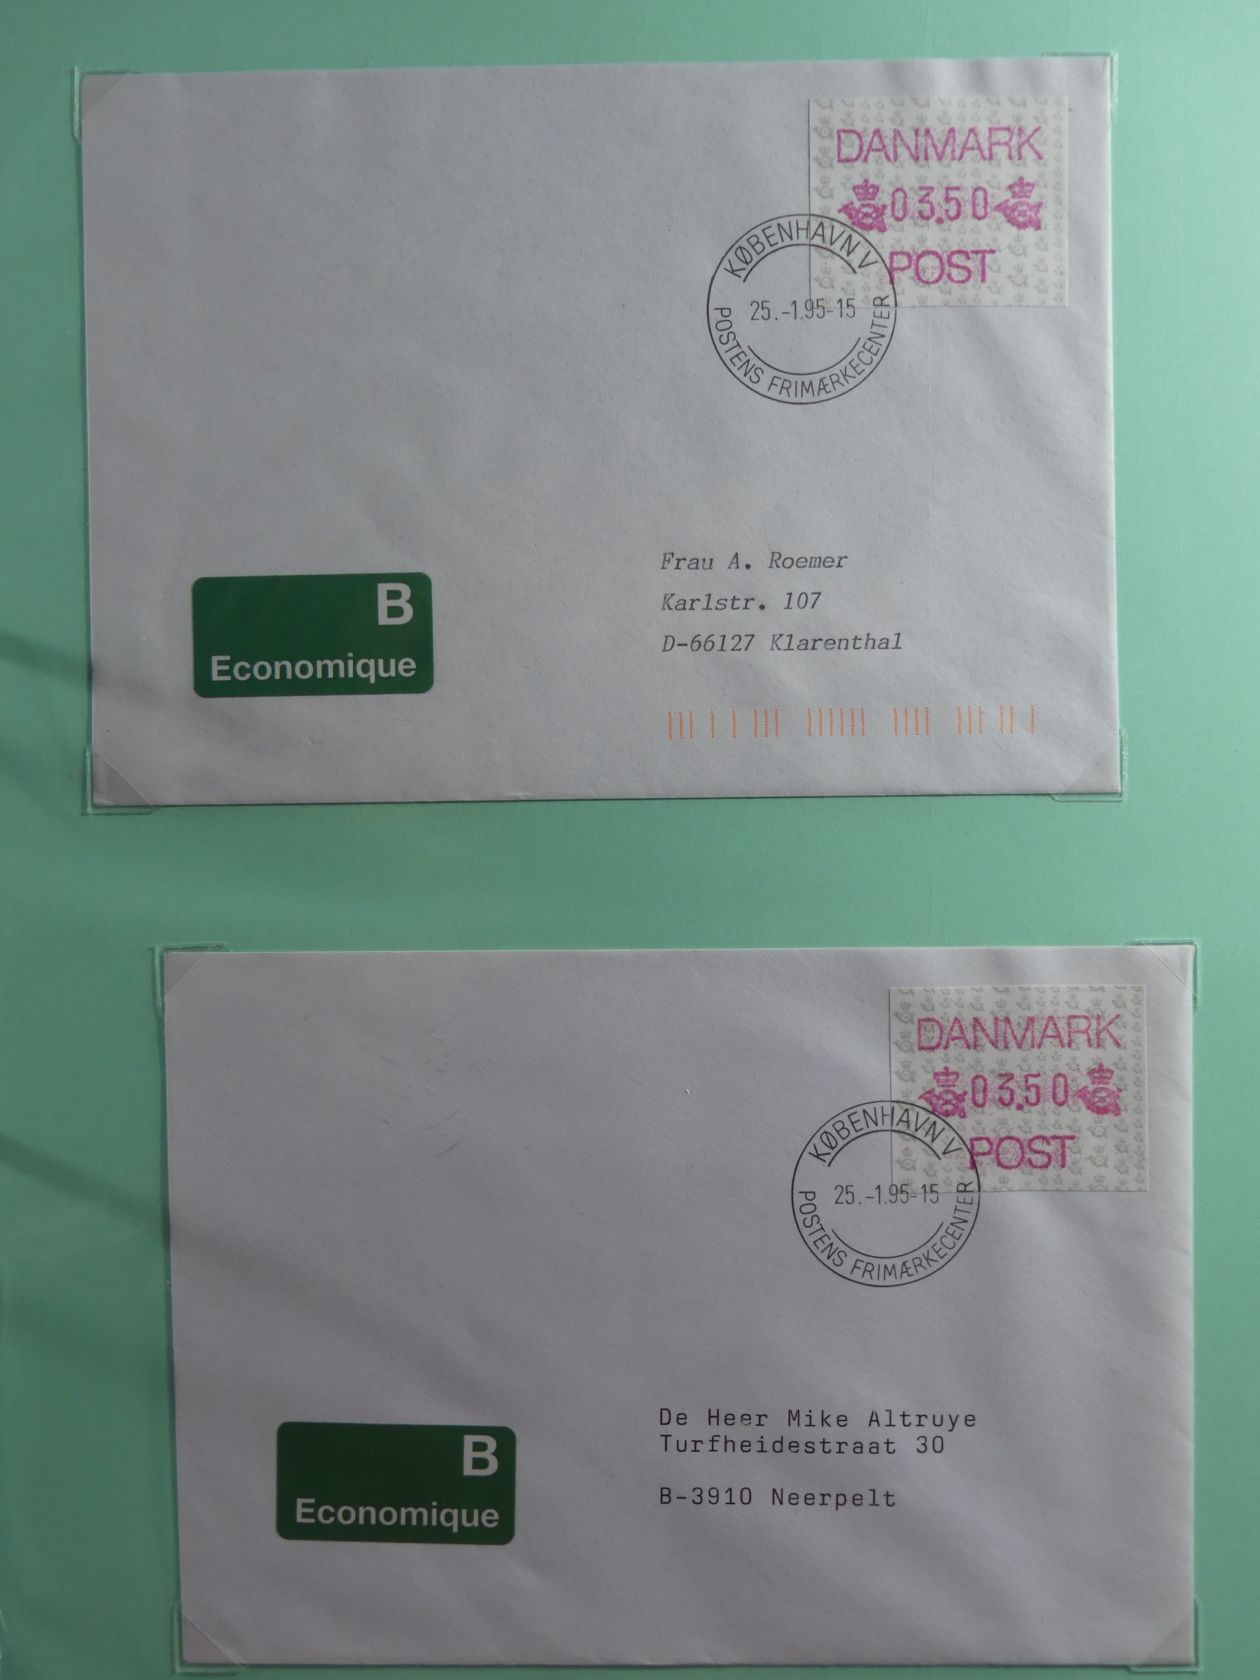 DANMARK
03.50
POST
KØBENHAVN V
25.-1.95-15
POSTENS FRIMÆRKECENTER
Frau A. Roemer
Karlstr. 107
D-66127 Klarenthal
B
Economique
DANMARK
03.50
POST
KØBENHAVN V
25.-1.95-15
POSTENS FRIMÆRKECENTER
De Heer Mike Altruye
Turfheidestraat 30
B-3910 Neerpelt
B
Economique